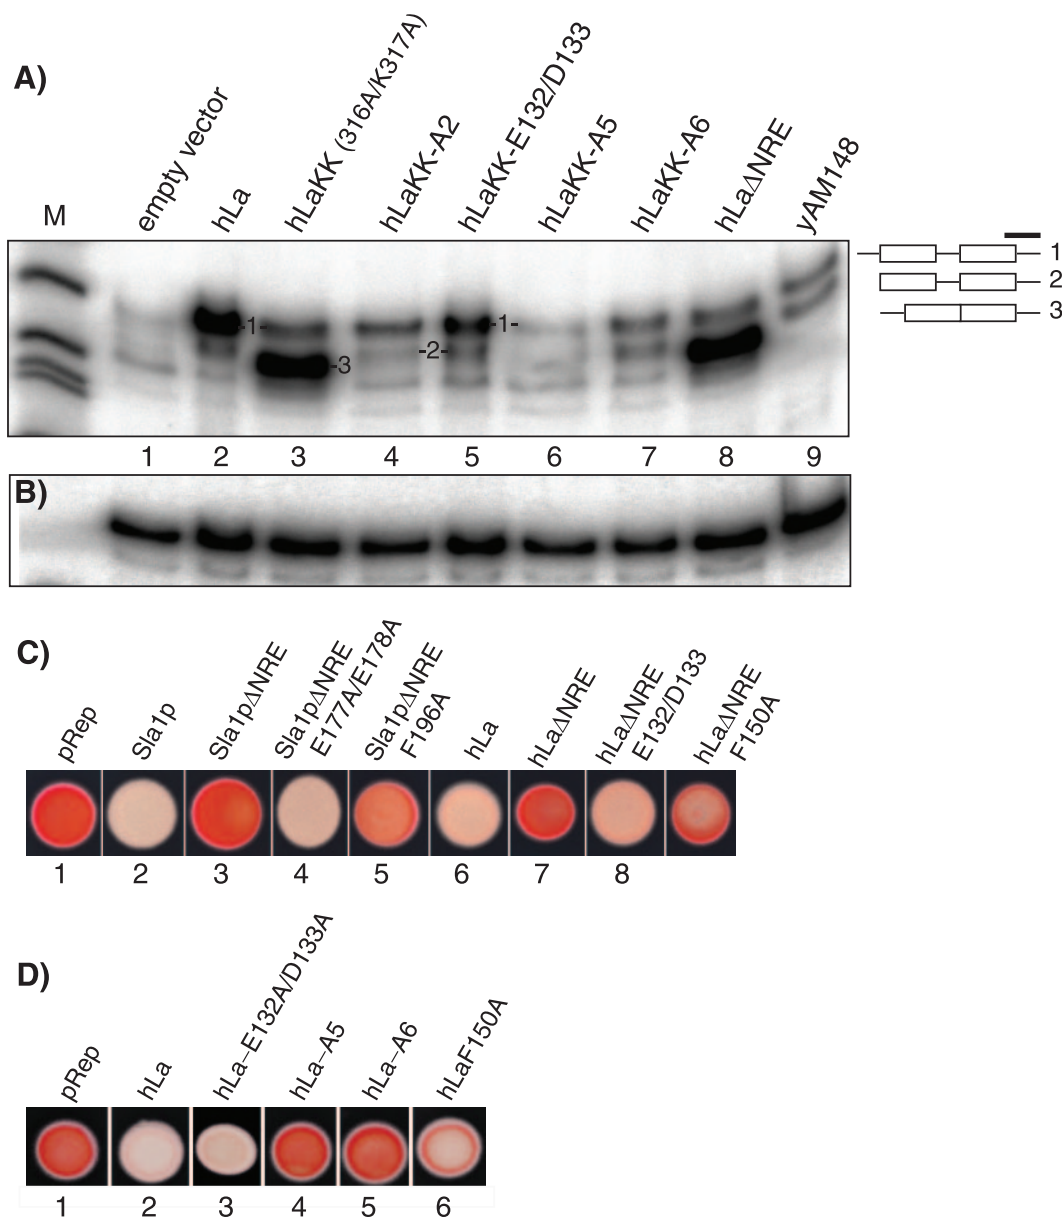 A)
M
empty vector
hLa
hLaKK (316A/K317A)
hLaKK-A2
hLaKK-E132/D133
hLaKK-A5
hLaKK-A6
hLaΔNRE
yAM148
1
2
3
-1-
-1-
-2-
-3
1 2 3 4 5 6 7 8 9
B)
C)
pRep
Sla1p
Sla1pΔNRE
Sla1pΔNRE
E177A/E178A
Sla1pΔNRE
F196A
hLa
hLaΔNRE
hLaΔNRE
E132/D133
hLaΔNRE
F150A
1 2 3 4 5 6 7 8
D)
pRep
hLa
hLa–E132A/D133A
hLa–A5
hLa–A6
hLaF150A
1 2 3 4 5 6